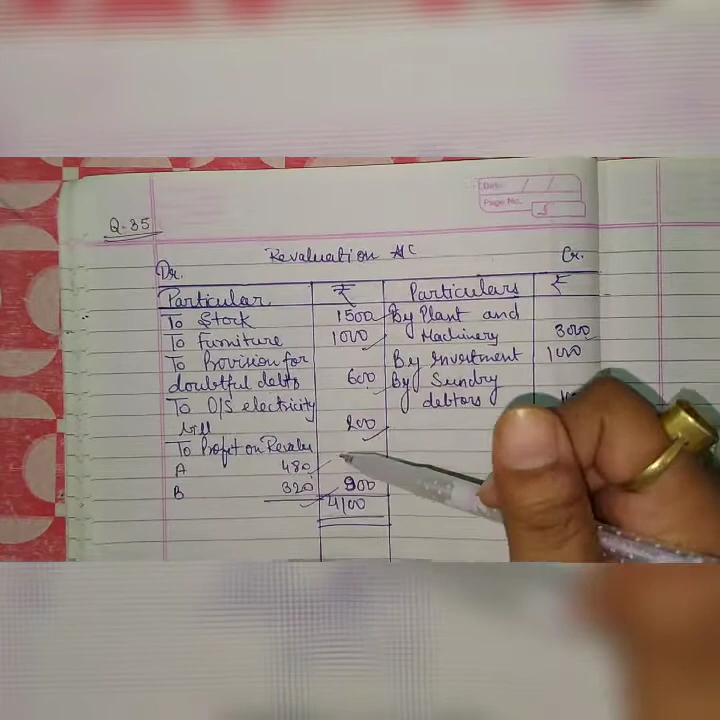 Date: / /
Page No. 5
Q-35
Revaluation A/C
Dr. Cr.
Particular ₹ Particulars ₹
To Stock 1500 By Plant and
To Furniture 1000 Machinery 3000
To Provision for By Investment 1000
doubtful debts 600 By Sundry
To O/S electricity debtors
bill 200
To Profit on Revalu
A 480
B 320 900
4100